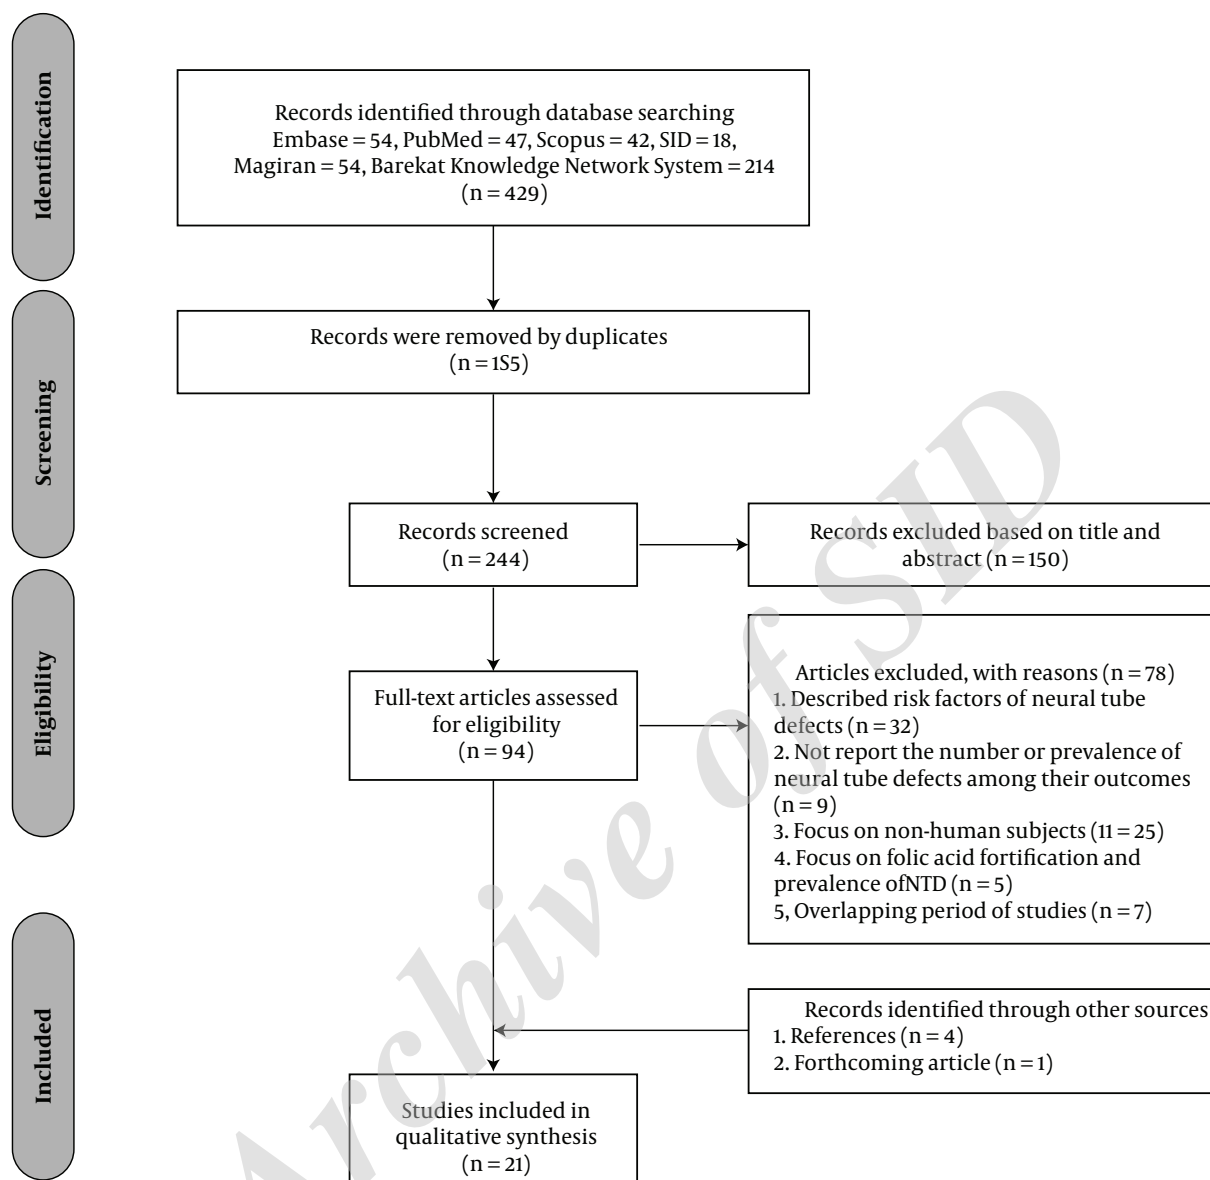 Identification
Records identified through database searching
Embase = 54, PubMed = 47, Scopus = 42, SID = 18,
Magiran = 54, Barekat Knowledge Network System = 214
(n = 429)
Screening
Records were removed by duplicates
(n = 1S5)
Records screened
(n = 244)
Records excluded based on title and
abstract (n = 150)
Eligibility
Full-text articles assessed
for eligibility
(n = 94)
Articles excluded, with reasons (n = 78)
1. Described risk factors of neural tube
defects (n = 32)
2. Not report the number or prevalence of
neural tube defects among their outcomes
(n = 9)
3. Focus on non-human subjects (11 = 25)
4. Focus on folic acid fortification and
prevalence ofNTD (n = 5)
5, Overlapping period of studies (n = 7)
Included
Records identified through other sources
1. References (n = 4)
2. Forthcoming article (n = 1)
Studies included in
qualitative synthesis
(n = 21)
Archive of SID